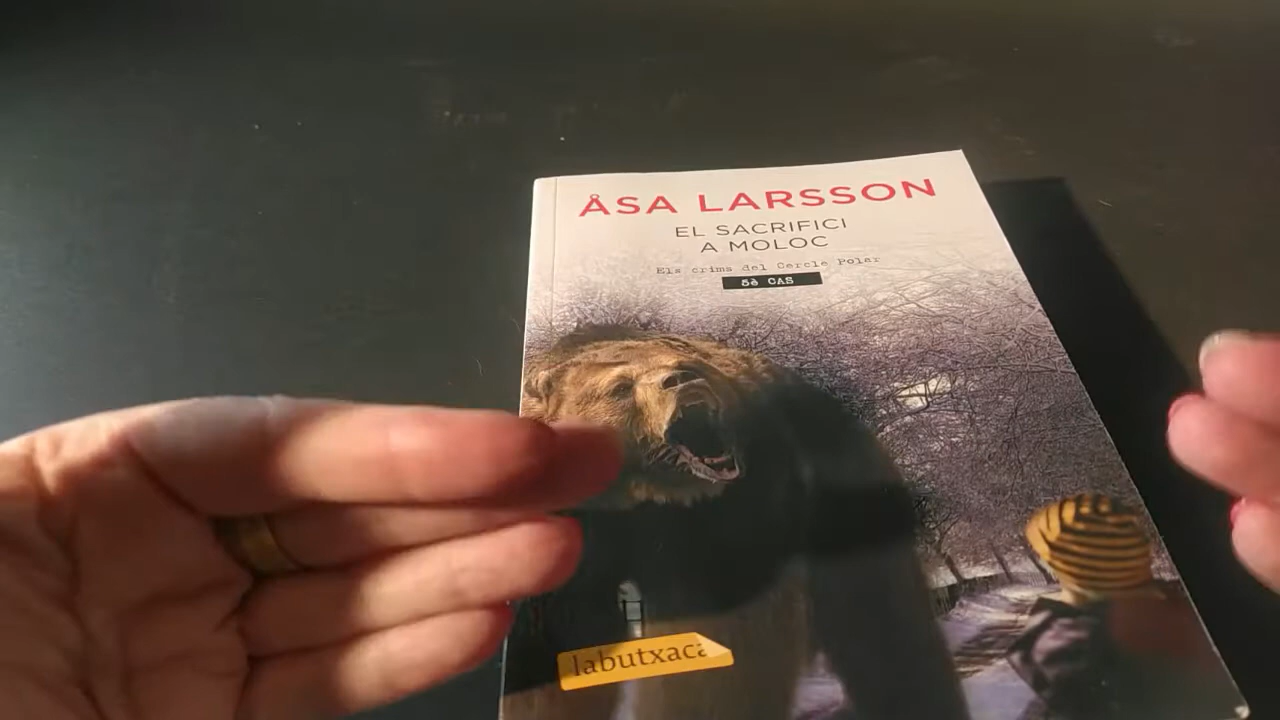 ÅSA LARSSON
EL SACRIFICI
A MOLOC
Els crims del Cercle Polar
5è CAS
labutxaca